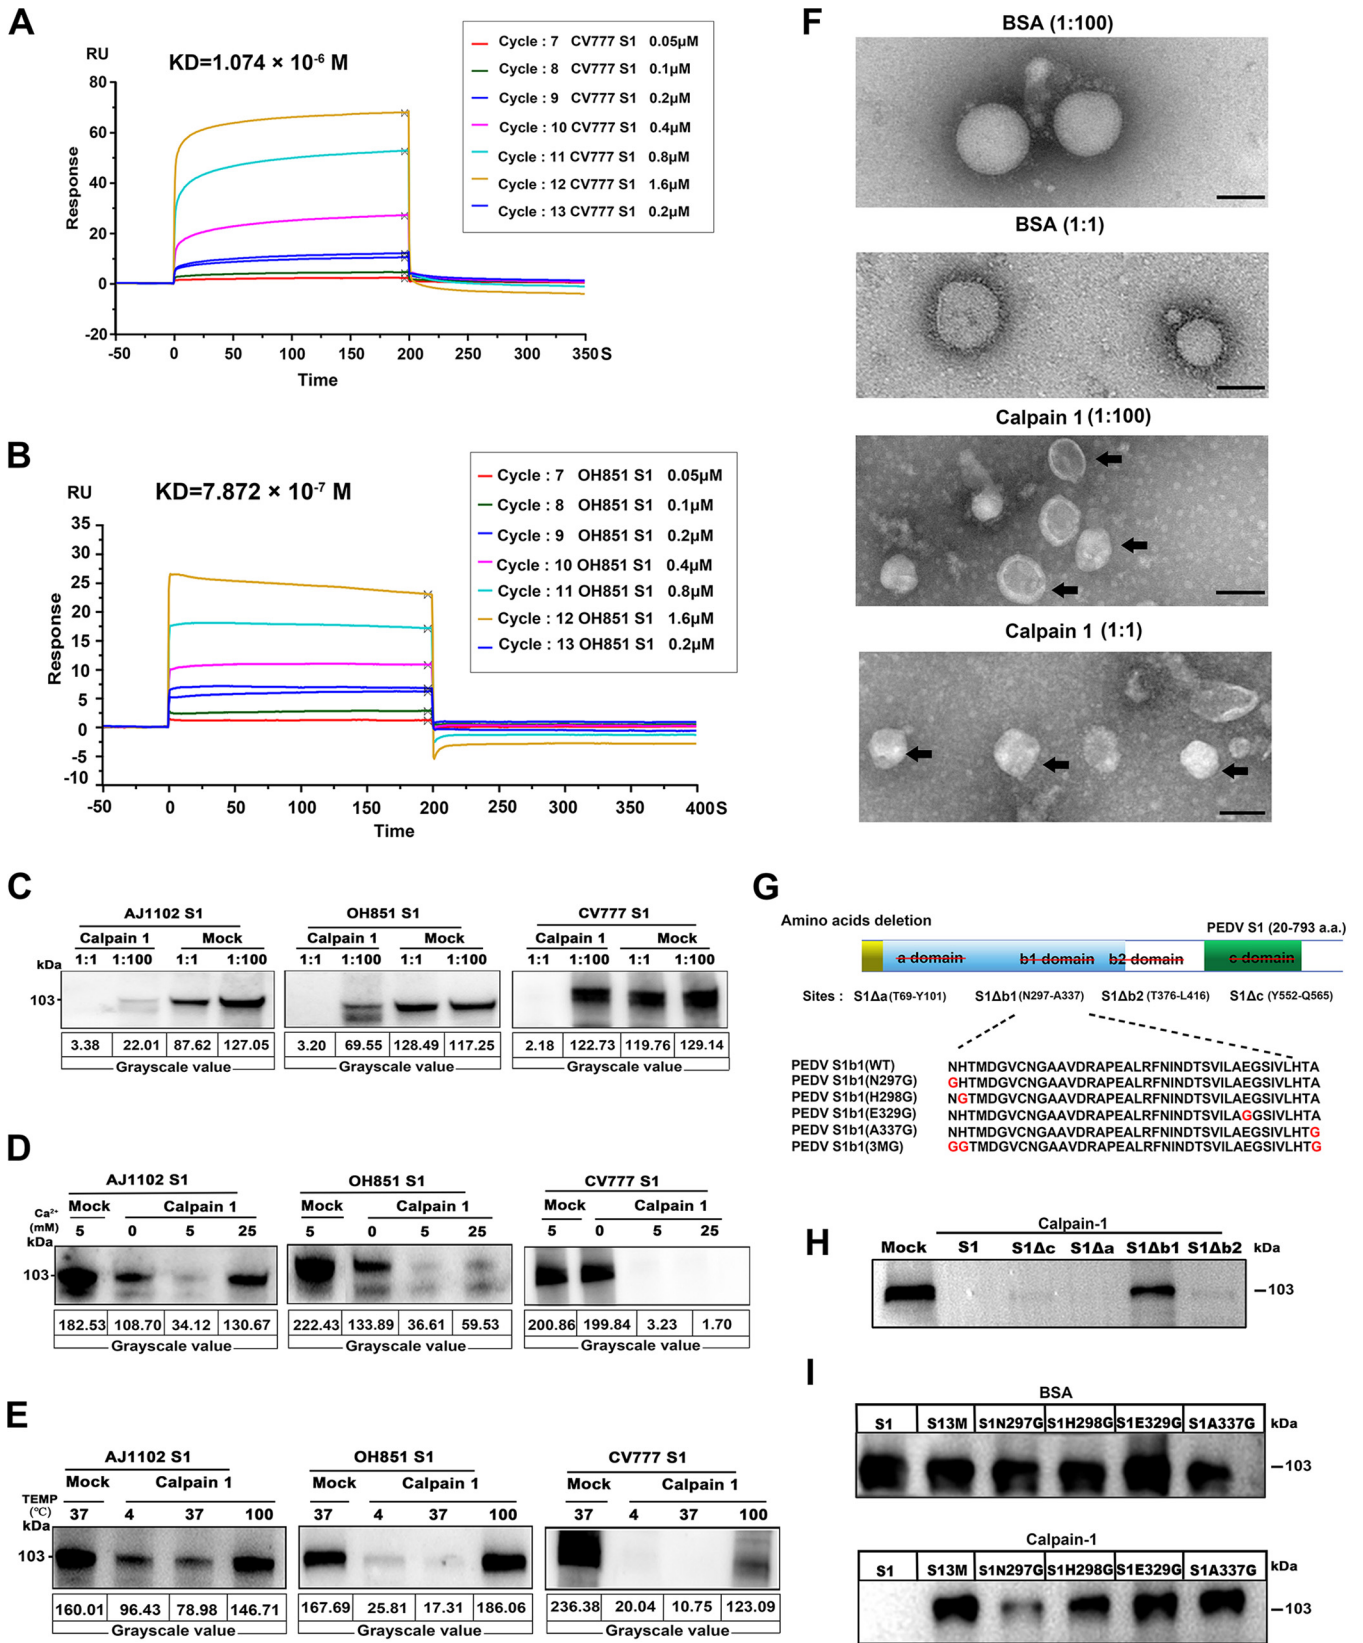 A
RU
KD=1.074 × 10-6 M
80
60
40
20
0
-20
Response
-50 0 50 100 150 200 250 300 350 S
Time
Cycle : 7 CV777 S1 0.05μM
Cycle : 8 CV777 S1 0.1μM
Cycle : 9 CV777 S1 0.2μM
Cycle : 10 CV777 S1 0.4μM
Cycle : 11 CV777 S1 0.8μM
Cycle : 12 CV777 S1 1.6μM
Cycle : 13 CV777 S1 0.2μM
B
RU
KD=7.872 × 10-7 M
35
30
25
20
15
10
5
0
-5
-10
Response
-50 0 50 100 150 200 250 300 350 400S
Time
Cycle : 7 OH851 S1 0.05μM
Cycle : 8 OH851 S1 0.1μM
Cycle : 9 OH851 S1 0.2μM
Cycle : 10 OH851 S1 0.4μM
Cycle : 11 OH851 S1 0.8μM
Cycle : 12 OH851 S1 1.6μM
Cycle : 13 OH851 S1 0.2μM
C
AJ1102 S1 OH851 S1 CV777 S1
Calpain 1 Mock Calpain 1 Mock Calpain 1 Mock
kDa 1:1 1:100 1:1 1:100 1:1 1:100 1:1 1:100 1:1 1:100 1:1 1:100
103
3.38 22.01 87.62 127.05 3.20 69.55 128.49 117.25 2.18 122.73 119.76 129.14
Grayscale value Grayscale value Grayscale value
D
AJ1102 S1 OH851 S1 CV777 S1
Mock Calpain 1 Mock Calpain 1 Mock Calpain 1
Ca2+
(mM) 5 0 5 25 5 0 5 25 5 0 5 25
kDa
103
182.53 108.70 34.12 130.67 222.43 133.89 36.61 59.53 200.86 199.84 3.23 1.70
Grayscale value Grayscale value Grayscale value
E
AJ1102 S1 OH851 S1 CV777 S1
Mock Calpain 1 Mock Calpain 1 Mock Calpain 1
TEMP
(℃) 37 4 37 100 37 4 37 100 37 4 37 100
kDa
103
160.01 96.43 78.98 146.71 167.69 25.81 17.31 186.06 236.38 20.04 10.75 123.09
Grayscale value Grayscale value Grayscale value
F
BSA (1:100)
BSA (1:1)
Calpain 1 (1:100)
Calpain 1 (1:1)
G
Amino acids deletion
PEDV S1 (20-793 a.a.)
a domain b1 domain b2 domain c domain
Sites : S1Δa(T69-Y101) S1Δb1(N297-A337) S1Δb2(T376-L416) S1Δc(Y552-Q565)
PEDV S1b1(WT) NHTMDGVCNGAAVDRAPEALRFNINDTSVILAEGSIVLHTA
PEDV S1b1(N297G) GHTMDGVCNGAAVDRAPEALRFNINDTSVILAEGSIVLHTA
PEDV S1b1(H298G) NGTMDGVCNGAAVDRAPEALRFNINDTSVILAEGSIVLHTA
PEDV S1b1(E329G) NHTMDGVCNGAAVDRAPEALRFNINDTSVILAGGSIVLHTA
PEDV S1b1(A337G) NHTMDGVCNGAAVDRAPEALRFNINDTSVILAEGSIVLHTG
PEDV S1b1(3MG) GGTMDGVCNGAAVDRAPEALRFNINDTSVILAEGSIVLHTG
H
Calpain-1
Mock S1 S1Δc S1Δa S1Δb1 S1Δb2 kDa
103
I
BSA
S1 S13M S1N297G S1H298G S1E329G S1A337G kDa
103
Calpain-1
S1 S13M S1N297G S1H298G S1E329G S1A337G kDa
103